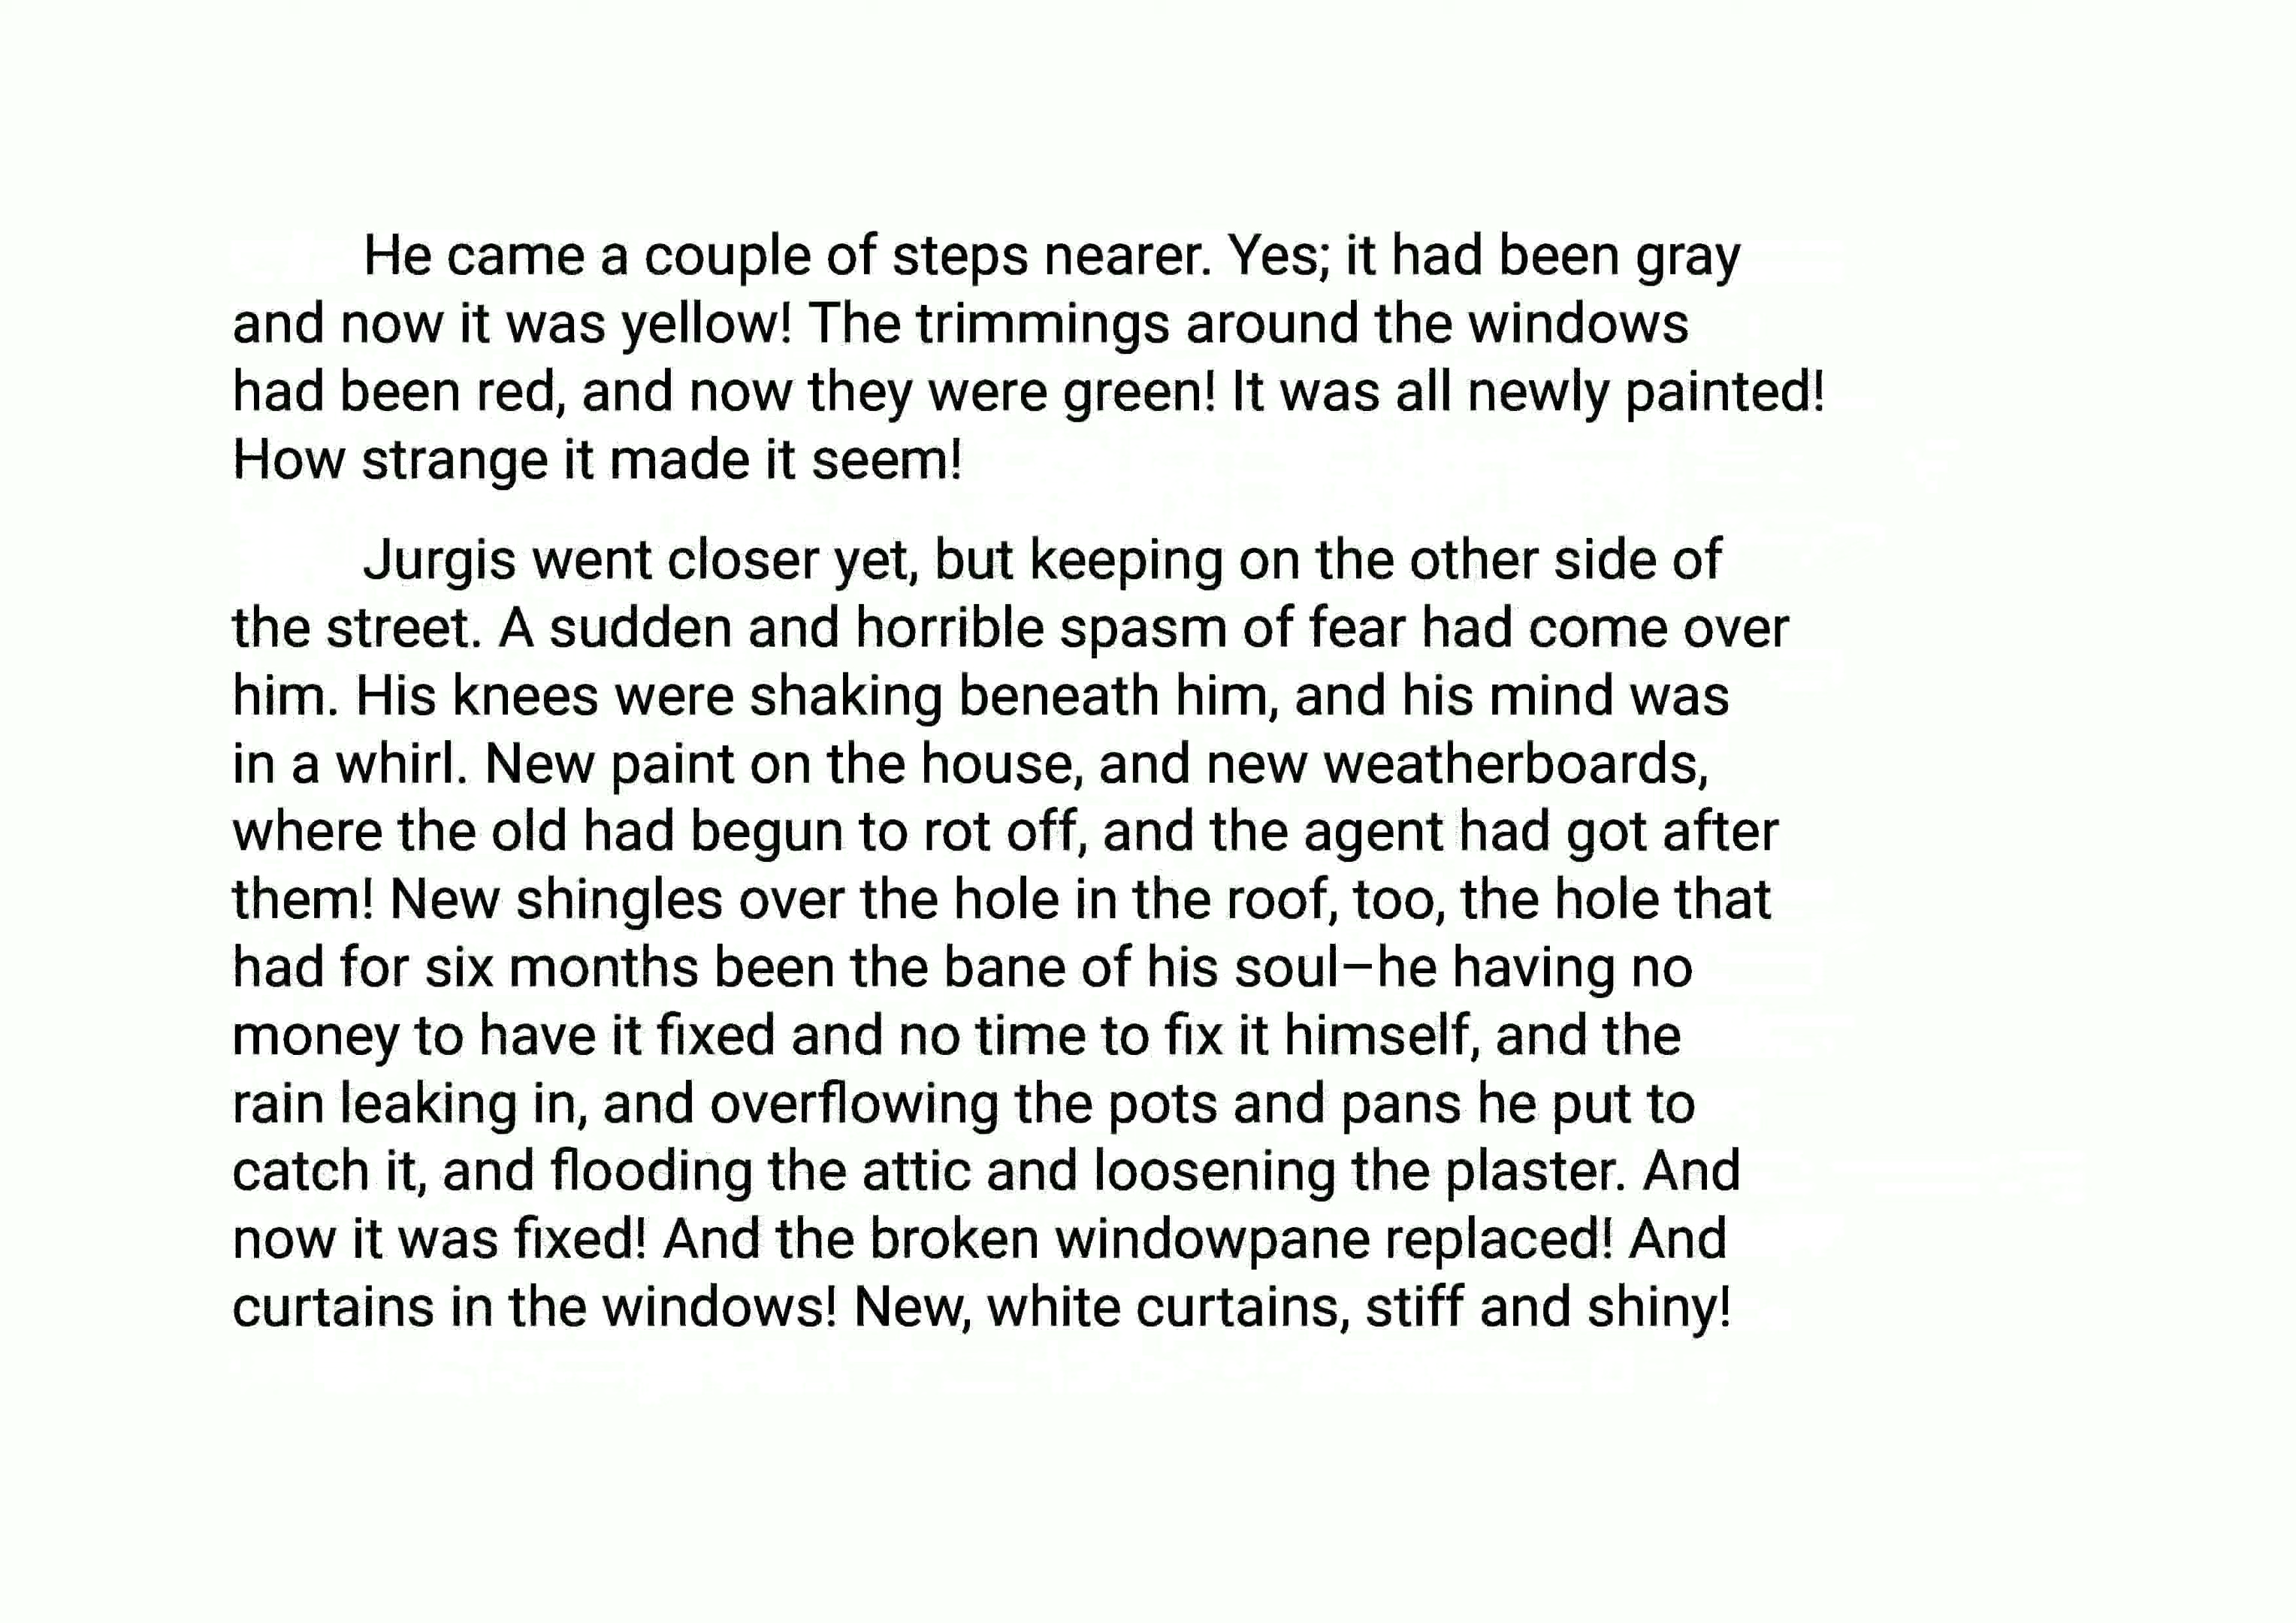 He came a couple of steps nearer. Yes; it had been gray
and now it was yellow! The trimmings around the windows
had been red, and now they were green! It was all newly painted!
How strange it made it seem!
Jurgis went closer yet, but keeping on the other side of
the street. A sudden and horrible spasm of fear had come over
him. His knees were shaking beneath him, and his mind was
in a whirl. New paint on the house, and new weatherboards,
where the old had begun to rot off, and the agent had got after
them! New shingles over the hole in the roof, too, the hole that
had for six months been the bane of his soul–he having no
money to have it fixed and no time to fix it himself, and the
rain leaking in, and overflowing the pots and pans he put to
catch it, and flooding the attic and loosening the plaster. And
now it was fixed! And the broken windowpane replaced! And
curtains in the windows! New, white curtains, stiff and shiny!